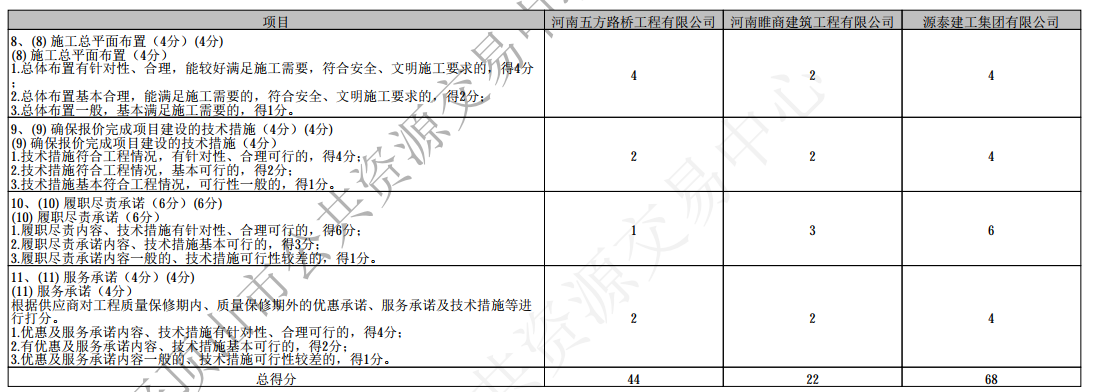 项目 河南五方路桥工程有限公司 河南睢商建筑工程有限公司 源泰建工集团有限公司
8、(8) 施工总平面布置（4分）(4分)
(8) 施工总平面布置（4分）
1.总体布置有针对性、合理，能较好满足施工需要，符合安全、文明施工要求的，得4分
；
2.总体布置基本合理，能满足施工需要的，符合安全、文明施工要求的，得2分；
3.总体布置一般，基本满足施工需要的，得1分。
4 2 4
9、(9) 确保报价完成项目建设的技术措施（4分）(4分)
(9) 确保报价完成项目建设的技术措施（4分）
1.技术措施符合工程情况，有针对性、合理可行的，得4分；
2.技术措施符合工程情况，基本可行的，得2分；
3.技术措施基本符合工程情况，可行性一般的，得1分。
2 2 4
10、(10) 履职尽责承诺（6分）(6分)
(10) 履职尽责承诺（6分）
1.履职尽责内容、技术措施有针对性、合理可行的，得6分；
2.履职尽责承诺内容、技术措施基本可行的，得3分；
3.履职尽责承诺内容一般的、技术措施可行性较差的，得1分。
1 3 6
11、(11) 服务承诺（4分）(4分)
(11) 服务承诺（4分）
根据供应商对工程质量保修期内、质量保修期外的优惠承诺、服务承诺及技术措施等进
行打分。
1.优惠及服务承诺内容、技术措施有针对性、合理可行的，得4分；
2.有优惠及服务承诺内容、技术措施基本可行的，得2分；
3.优惠及服务承诺内容一般的、技术措施可行性较差的，得1分。
2 2 4
总得分 44 22 68
顶山市公共资源交易中
共资源交易中心